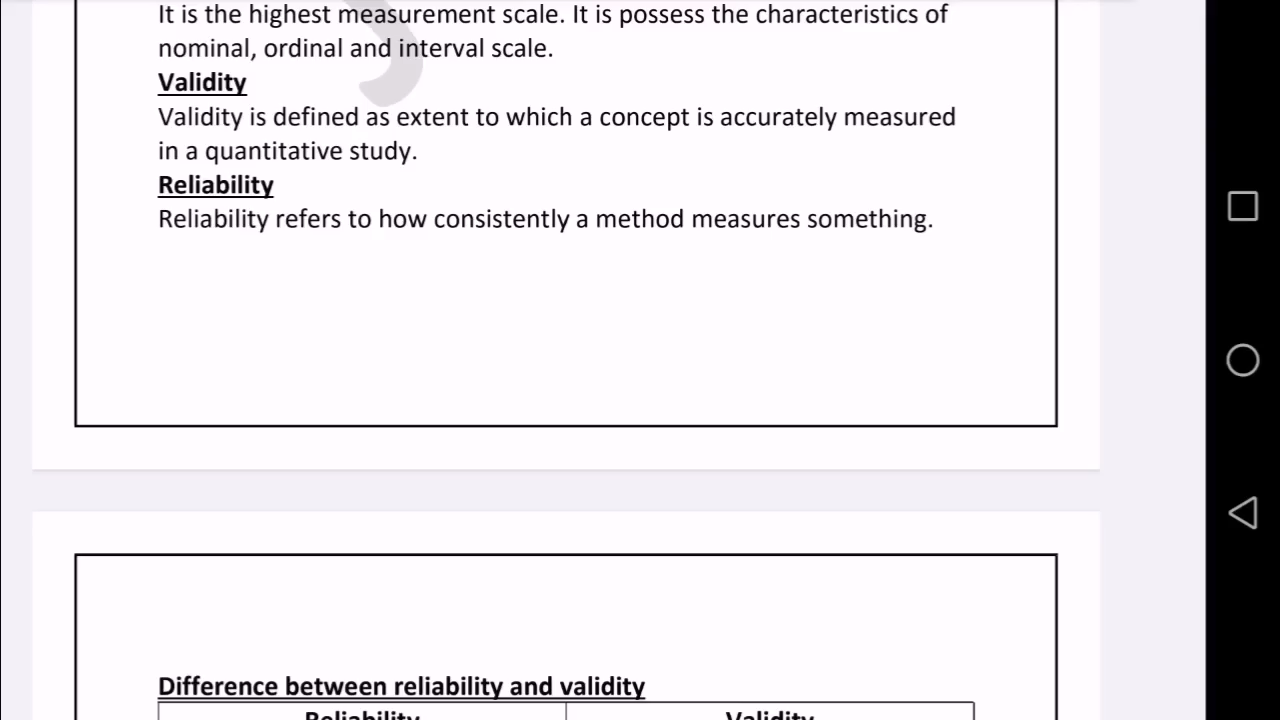 It is the highest measurement scale. It is possess the characteristics of
nominal, ordinal and interval scale.
Validity
Validity is defined as extent to which a concept is accurately measured
in a quantitative study.
Reliability
Reliability refers to how consistently a method measures something.
Difference between reliability and validity
Reliability Validity